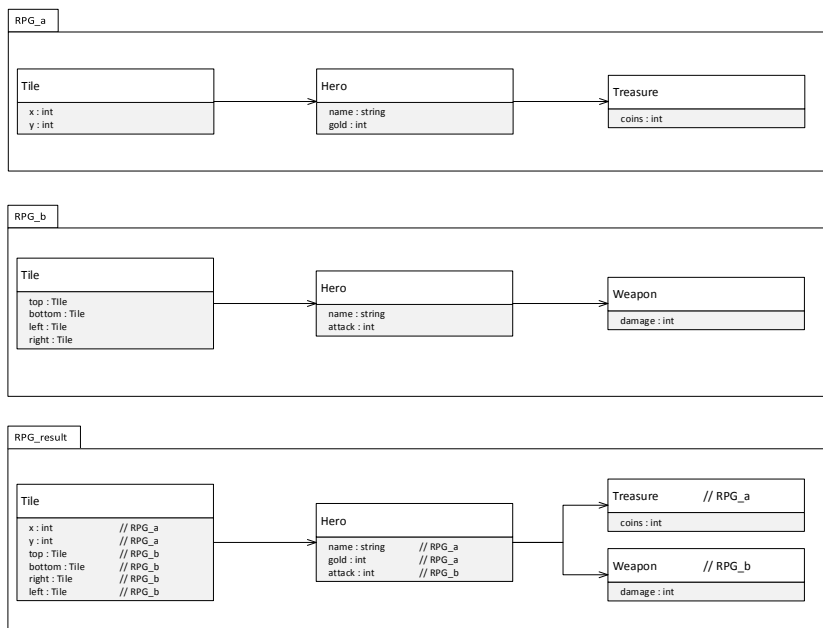 RPG_a
Tile
x : int
y : int
Hero
name : string
gold : int
Treasure
coins : int
RPG_b
Tile
top : Tile
bottom : Tile
left : Tile
right : Tile
Hero
name : string
attack : int
Weapon
damage : int
RPG_result
Tile
x : int // RPG_a
y : int // RPG_a
top : Tile // RPG_b
bottom : Tile // RPG_b
right : Tile // RPG_b
left : Tile // RPG_b
Hero
name : string // RPG_a
gold : int // RPG_a
attack : int // RPG_b
Treasure // RPG_a
coins : int
Weapon // RPG_b
damage : int